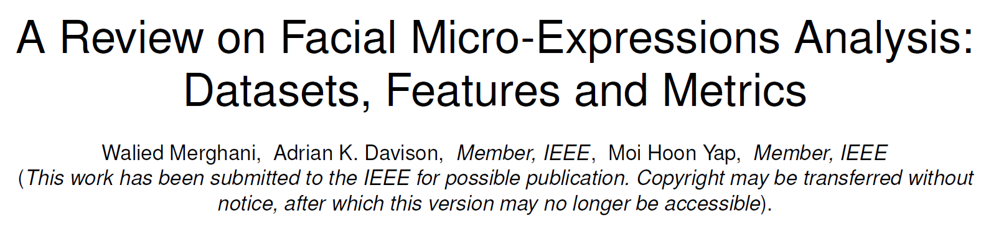 A Review on Facial Micro-Expressions Analysis:
Datasets, Features and Metrics
Walied Merghani, Adrian K. Davison, Member, IEEE, Moi Hoon Yap, Member, IEEE
(This work has been submitted to the IEEE for possible publication. Copyright may be transferred without
notice, after which this version may no longer be accessible).